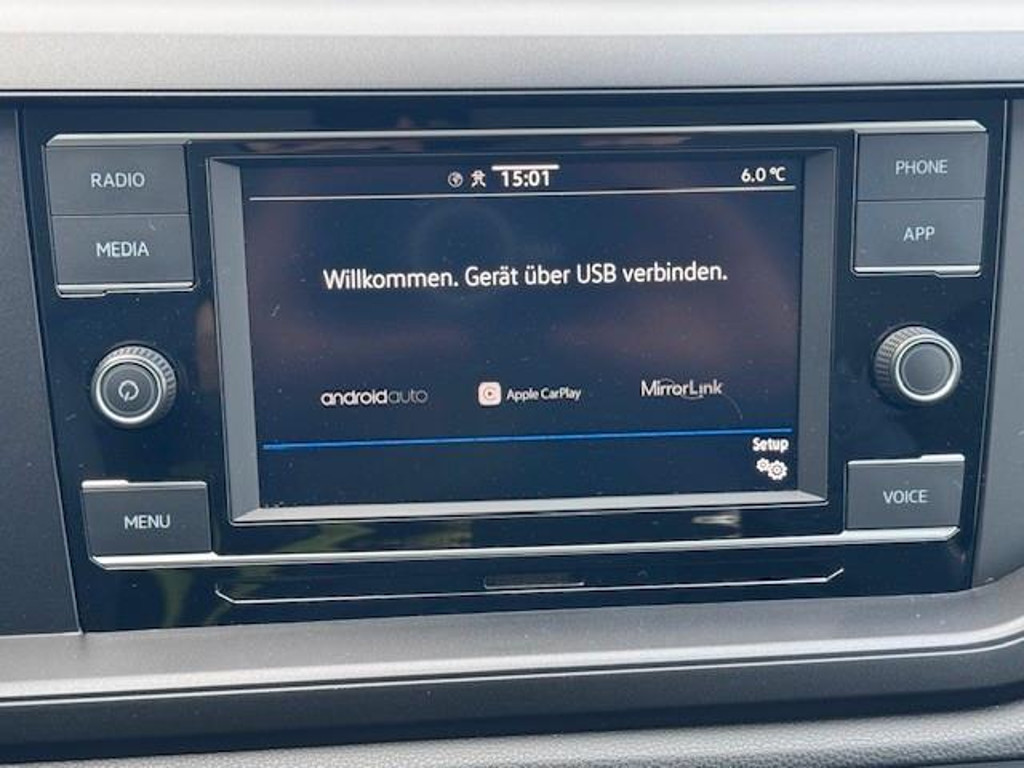 RADIO
MEDIA
MENU
15:01
6.0 °C
Willkommen. Gerät über USB verbinden.
androidauto
Apple CarPlay
MirrorLink
Setup
PHONE
APP
VOICE